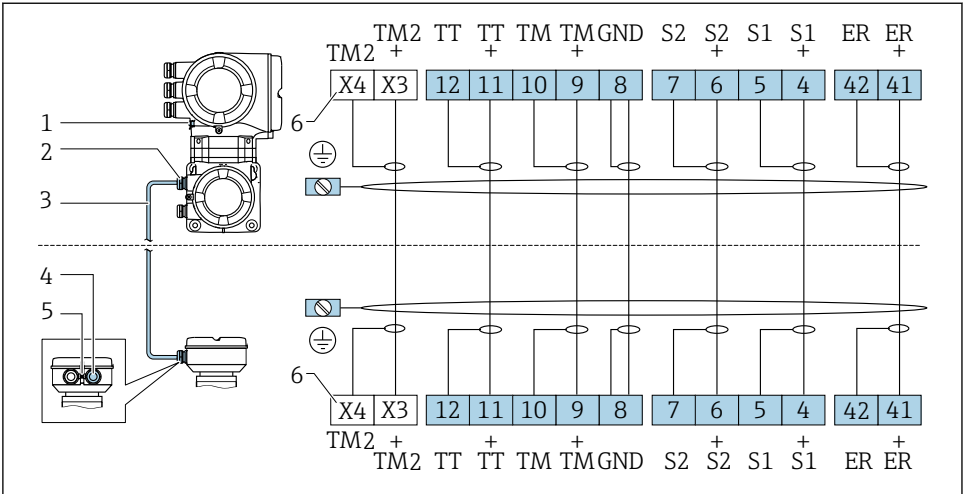 TM2 TT TT TM TM GND S2 S2 S1 S1 ER ER
TM2 + + + + + +
X4 X3 12 11 10 9 8 7 6 5 4 42 41
6
1
2
3
4
5
6
X4 X3 12 11 10 9 8 7 6 5 4 42 41
TM2 + + + + + +
TM2 TT TT TM TM GND S2 S2 S1 S1 ER ER